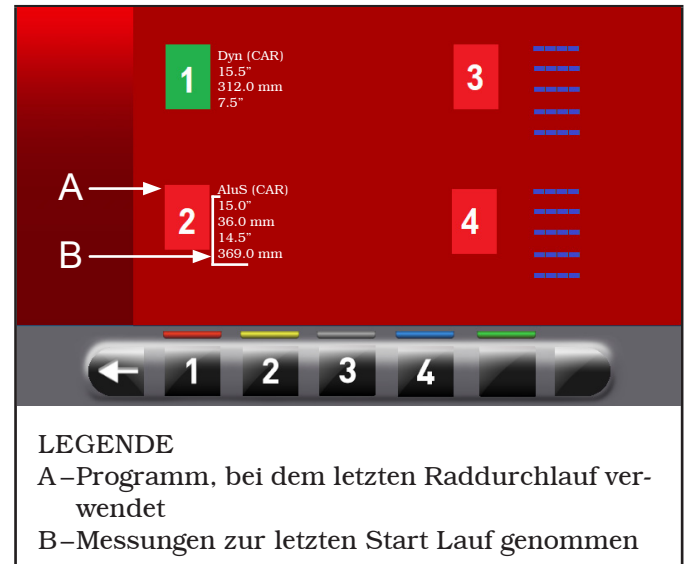 1
Dyn (CAR)
15.5"
312.0 mm
7.5"
3
A
2
AluS (CAR)
15.0"
36.0 mm
14.5"
369.0 mm
B
4
1 2 3 4
LEGENDE
A–Programm, bei dem letzten Raddurchlauf ver-
wendet
B–Messungen zur letzten Start Lauf genommen